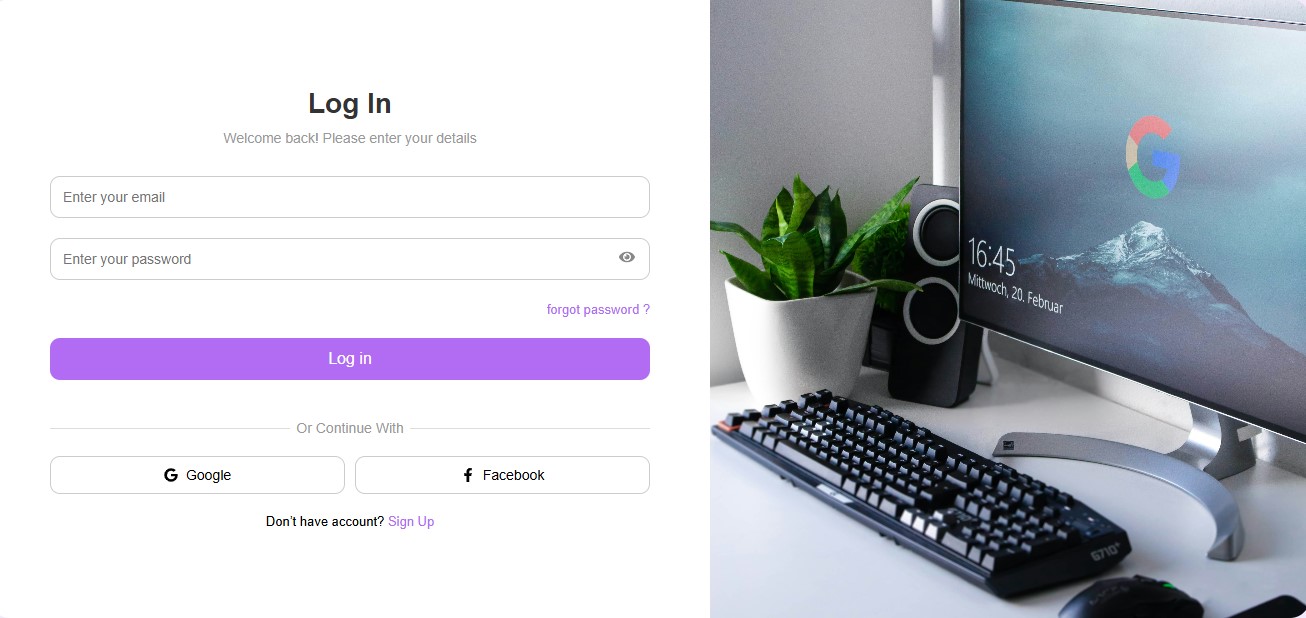 Log In
Welcome back! Please enter your details
Enter your email
Enter your password
forgot password ?
Log in
Or Continue With
Google
Facebook
Don't have account? Sign Up
16:45
Mittwoch, 20. Februar
G710+